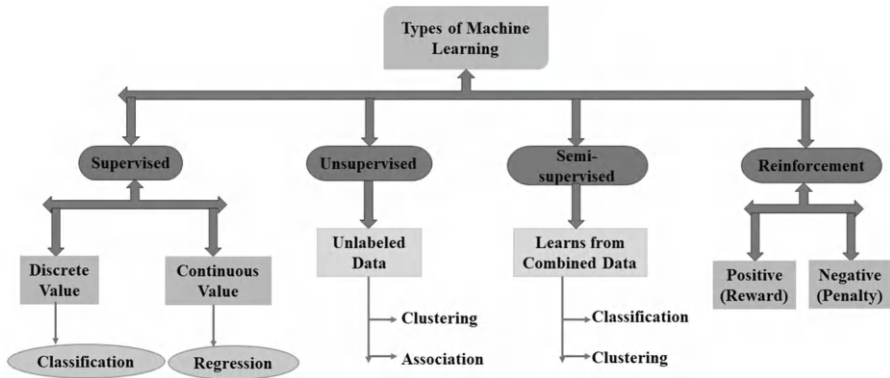 Types of Machine
Learning
Supervised
Unsupervised
Semi-
supervised
Reinforcement
Discrete
Value
Continuous
Value
Unlabeled
Data
Learns from
Combined Data
Positive
(Reward)
Negative
(Penalty)
Classification
Regression
Clustering
Association
Classification
Clustering